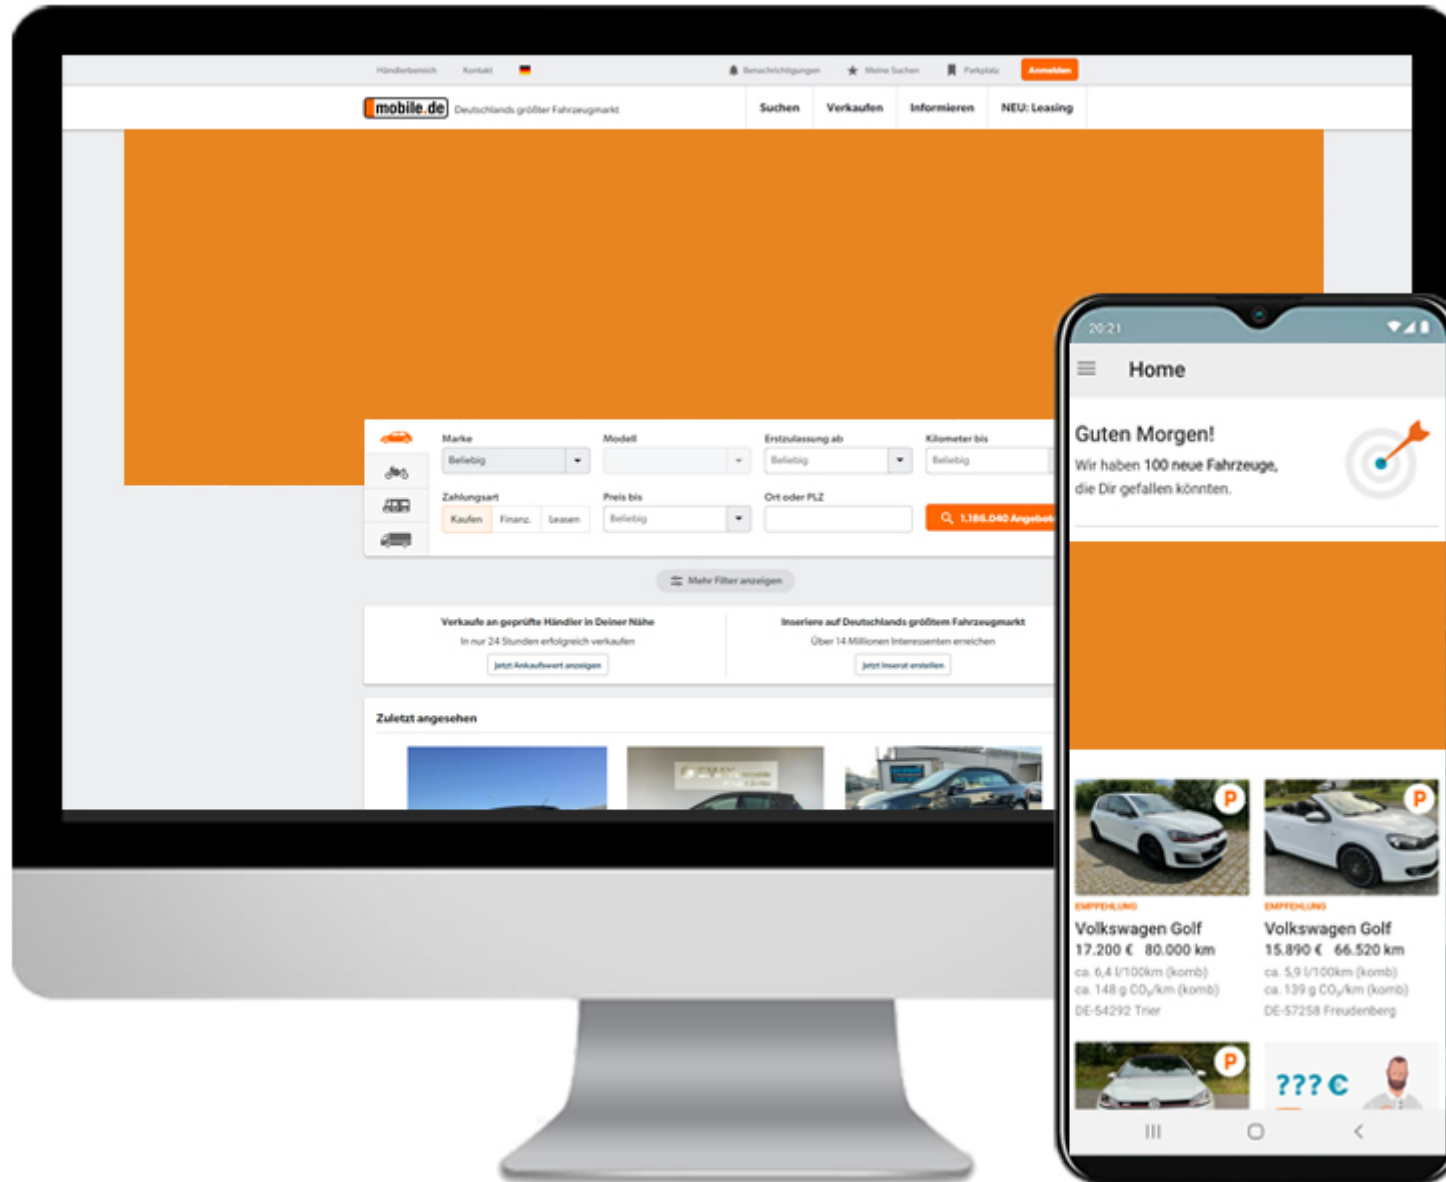 Händlerbereich Kontakt Benachrichtigungen Meine Suchen Parkplatz Anmelden
mobile.de Deutschlands größter Fahrzeugmarkt Suchen Verkaufen Informieren NEU: Leasing
Marke Modell Erstzulassung ab Kilometer bis
Beliebig Beliebig Beliebig
Zahlungsart Preis bis Ort oder PLZ
Kaufen Finanz. Leasen Beliebig 1.186.040 Angebote
Mehr Filter anzeigen
Verkaufe an geprüfte Händler in Deiner Nähe
In nur 24 Stunden erfolgreich verkaufen
Jetzt Ankaufswert anzeigen
Inseriere auf Deutschlands größtem Fahrzeugmarkt
Über 14 Millionen Interessenten erreichen
Jetzt Inserat erstellen
Zuletzt angesehen
20:21
Home
Guten Morgen!
Wir haben 100 neue Fahrzeuge,
die Dir gefallen könnten.
P
EMPFEHLUNG
Volkswagen Golf
17.200 € 80.000 km
ca. 6,4 l/100km (komb)
ca. 148 g CO₂/km (komb)
DE-54292 Trier
P
EMPFEHLUNG
Volkswagen Golf
15.890 € 66.520 km
ca. 5,9 l/100km (komb)
ca. 139 g CO₂/km (komb)
DE-57258 Freudenberg
P
??? €